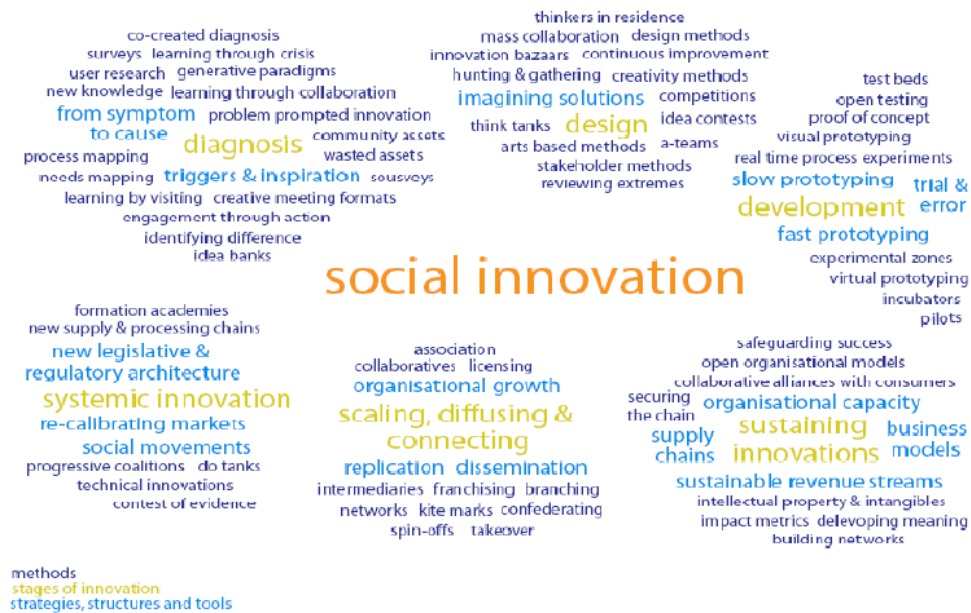 co-created diagnosis
surveys learning through crisis
user research generative paradigms
new knowledge learning through collaboration
from symptom
to cause
problem prompted innovation
diagnosis
community assets
process mapping
wasted assets
needs mapping triggers & inspiration sousveys
learning by visiting creative meeting formats
engagement through action
identifying difference
idea banks
thinkers in residence
mass collaboration design methods
innovation bazaars continuous improvement
hunting & gathering creativity methods
imagining solutions competitions
think tanks design idea contests
arts based methods a-teams
stakeholder methods
reviewing extremes
test beds
open testing
proof of concept
visual prototyping
real time process experiments
slow prototyping
trial &
error
development
fast prototyping
experimental zones
virtual prototyping
incubators
pilots
social innovation
formation academies
new supply & processing chains
new legislative &
regulatory architecture
systemic innovation
re-calibrating markets
social movements
progressive coalitions do tanks
technical innovations
contest of evidence
association
collaboratives licensing
organisational growth
scaling, diffusing &
connecting
replication dissemination
intermediaries franchising branching
networks kite marks confederating
spin-offs takeover
safeguarding success
open organisational models
collaborative alliances with consumers
securing
the chain
organisational capacity
sustaining
innovations
supply
chains
business
models
sustainable revenue streams
intellectual property & intangibles
impact metrics delevoping meaning
building networks
methods
stages of innovation
strategies, structures and tools